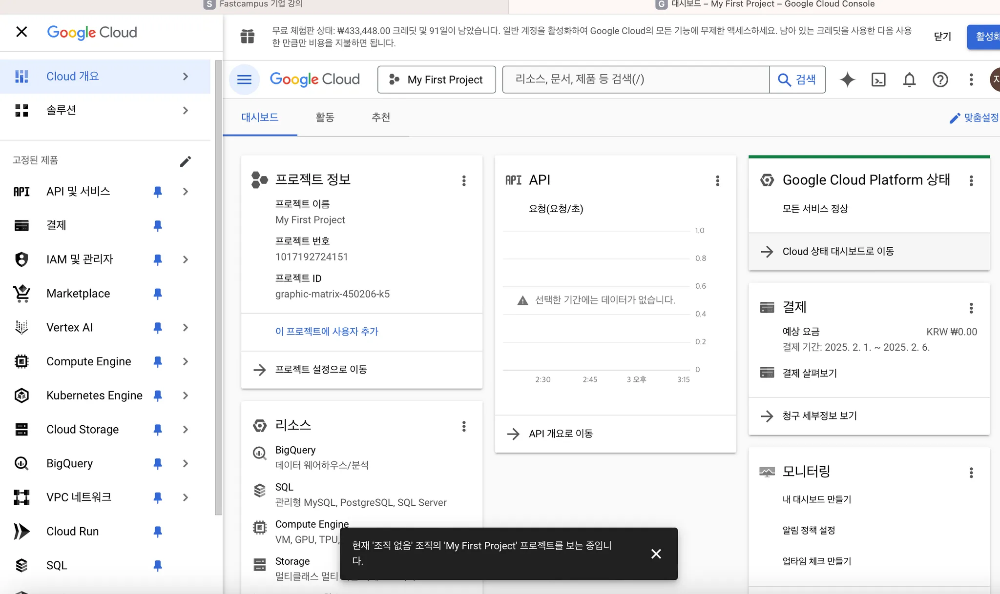 S Fastcampus 기업 강의
G 대시보드 – My First Project – Google Cloud Console
Google Cloud
Cloud 개요
솔루션
고정된 제품
API API 및 서비스
결제
IAM 및 관리자
Marketplace
Vertex AI
Compute Engine
Kubernetes Engine
Cloud Storage
BigQuery
VPC 네트워크
Cloud Run
SQL
무료 체험판 상태: ₩433,448.00 크레딧 및 91일이 남았습니다. 일반 계정을 활성화하여 Google Cloud의 모든 기능에 무제한 액세스하세요. 남아 있는 크레딧을 사용한 다음 사용
한 만큼만 비용을 지불하면 됩니다.
닫기
활성화
Google Cloud
My First Project
리소스, 문서, 제품 등 검색(/)
검색
대시보드
활동
추천
맞춤설정
프로젝트 정보
프로젝트 이름
My First Project
프로젝트 번호
1017192724151
프로젝트 ID
graphic-matrix-450206-k5
이 프로젝트에 사용자 추가
프로젝트 설정으로 이동
리소스
BigQuery
데이터 웨어하우스/분석
SQL
관리형 MySQL, PostgreSQL, SQL Server
Compute Engine
VM, GPU, TPU,
Storage
멀티클래스 멀티
API API
요청(요청/초)
1.0
0.8
0.6
선택한 기간에는 데이터가 없습니다.
0.4
0.2
0
2:30 2:45 3 오후 3:15
API 개요로 이동
Google Cloud Platform 상태
모든 서비스 정상
Cloud 상태 대시보드로 이동
결제
예상 요금 KRW ₩0.00
결제 기간: 2025. 2. 1. ~ 2025. 2. 6.
결제 살펴보기
청구 세부정보 보기
모니터링
내 대시보드 만들기
알림 정책 설정
업타임 체크 만들기
현재 '조직 없음' 조직의 'My First Project' 프로젝트를 보는 중입니
다.